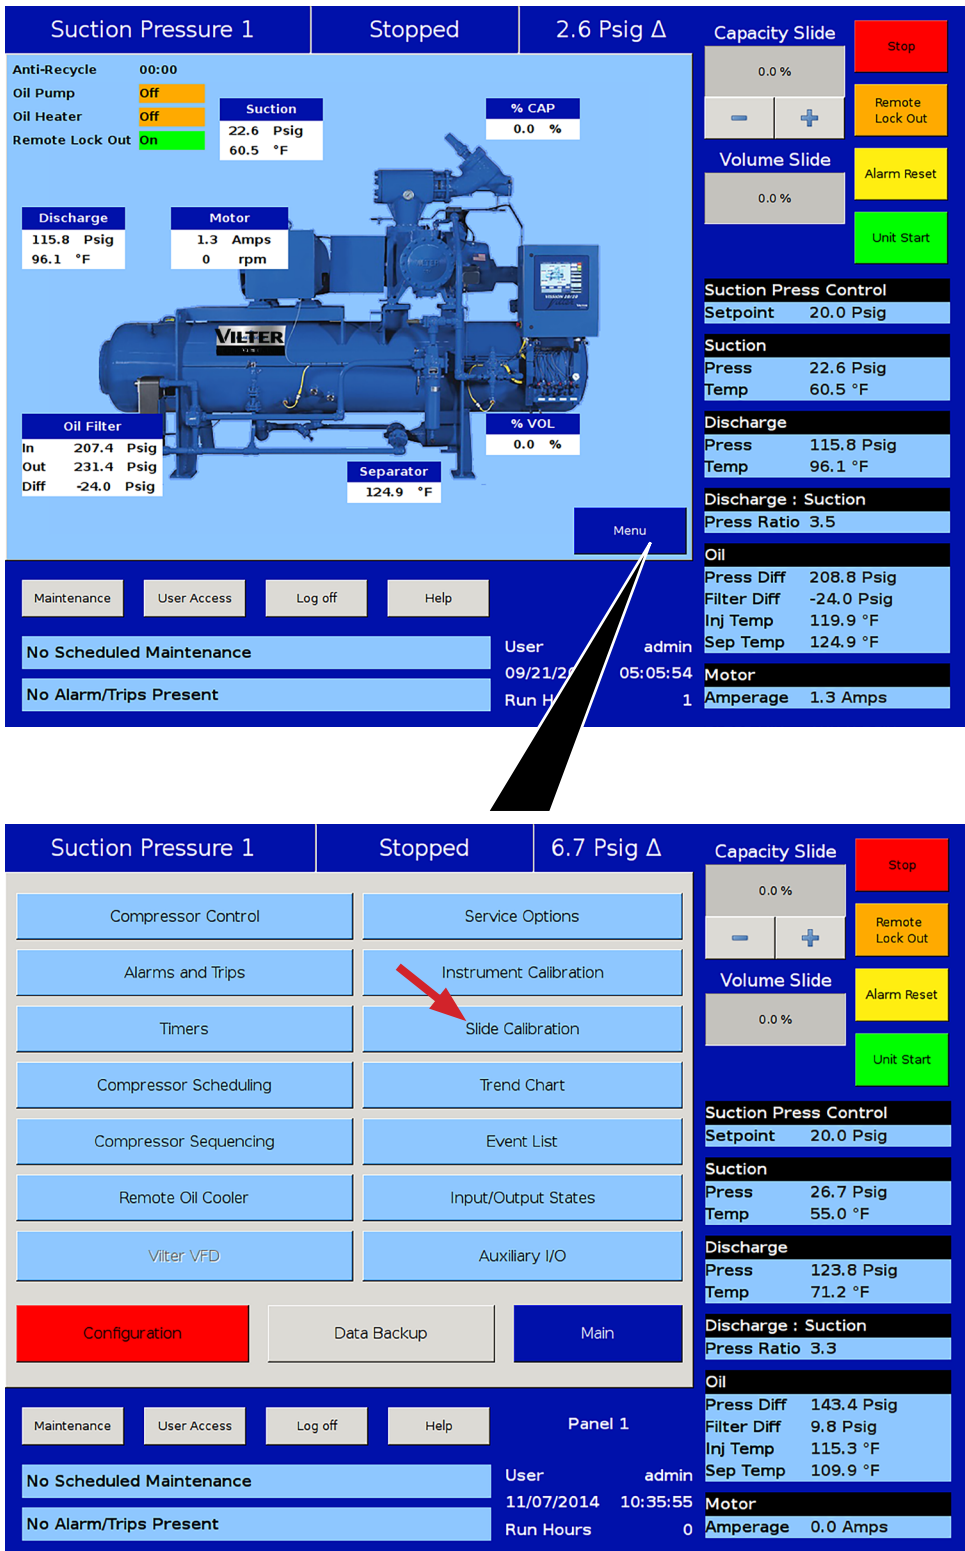 Suction Pressure 1 Stopped 2.6 Psig Δ
Anti-Recycle 00:00
Oil Pump Off
Oil Heater Off
Remote Lock Out On
Suction
22.6 Psig
60.5 °F
% CAP
0.0 %
Discharge
115.8 Psig
96.1 °F
Motor
1.3 Amps
0 rpm
VILTER
Oil Filter
In 207.4 Psig
Out 231.4 Psig
Diff -24.0 Psig
% VOL
0.0 %
Separator
124.9 °F
Menu
Maintenance User Access Log off Help
No Scheduled Maintenance
No Alarm/Trips Present
User admin
09/21/20 05:05:54
Run H 1
Capacity Slide
0.0 %
Volume Slide
0.0 %
Stop
Remote
Lock Out
Alarm Reset
Unit Start
Suction Press Control
Setpoint 20.0 Psig
Suction
Press 22.6 Psig
Temp 60.5 °F
Discharge
Press 115.8 Psig
Temp 96.1 °F
Discharge : Suction
Press Ratio 3.5
Oil
Press Diff 208.8 Psig
Filter Diff -24.0 Psig
Inj Temp 119.9 °F
Sep Temp 124.9 °F
Motor
Amperage 1.3 Amps
Suction Pressure 1 Stopped 6.7 Psig Δ
Compressor Control Service Options
Alarms and Trips Instrument Calibration
Timers Slide Calibration
Compressor Scheduling Trend Chart
Compressor Sequencing Event List
Remote Oil Cooler Input/Output States
Vilter VFD Auxiliary I/O
Configuration Data Backup Main
Maintenance User Access Log off Help
Panel 1
No Scheduled Maintenance
No Alarm/Trips Present
User admin
11/07/2014 10:35:55
Run Hours 0
Capacity Slide
0.0 %
Volume Slide
0.0 %
Stop
Remote
Lock Out
Alarm Reset
Unit Start
Suction Press Control
Setpoint 20.0 Psig
Suction
Press 26.7 Psig
Temp 55.0 °F
Discharge
Press 123.8 Psig
Temp 71.2 °F
Discharge : Suction
Press Ratio 3.3
Oil
Press Diff 143.4 Psig
Filter Diff 9.8 Psig
Inj Temp 115.3 °F
Sep Temp 109.9 °F
Motor
Amperage 0.0 Amps